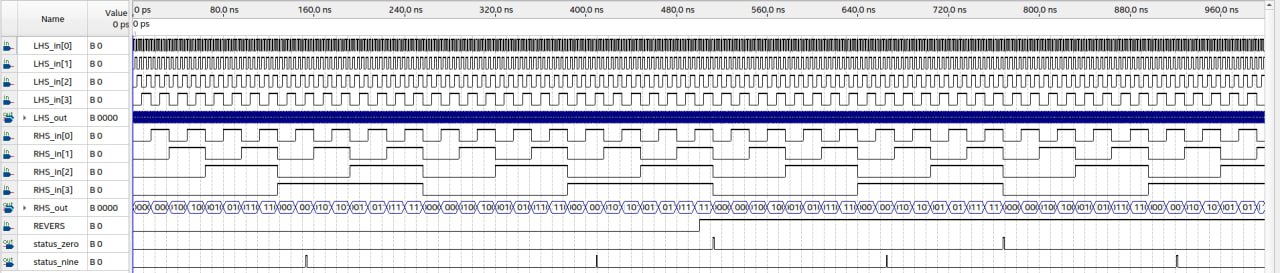 Name Value 0 ps 80.0 ns 160.0 ns 240.0 ns 320.0 ns 400.0 ns 480.0 ns 560.0 ns 640.0 ns 720.0 ns 800.0 ns 880.0 ns 960.0 ns
0 ps 0 ps
LHS_in[0] B 0
LHS_in[1] B 0
LHS_in[2] B 0
LHS_in[3] B 0
LHS_out B 0000
RHS_in[0] B 0
RHS_in[1] B 0
RHS_in[2] B 0
RHS_in[3] B 0
RHS_out B 0000
REVERS B 0
status_zero B 0
status_nine B 0